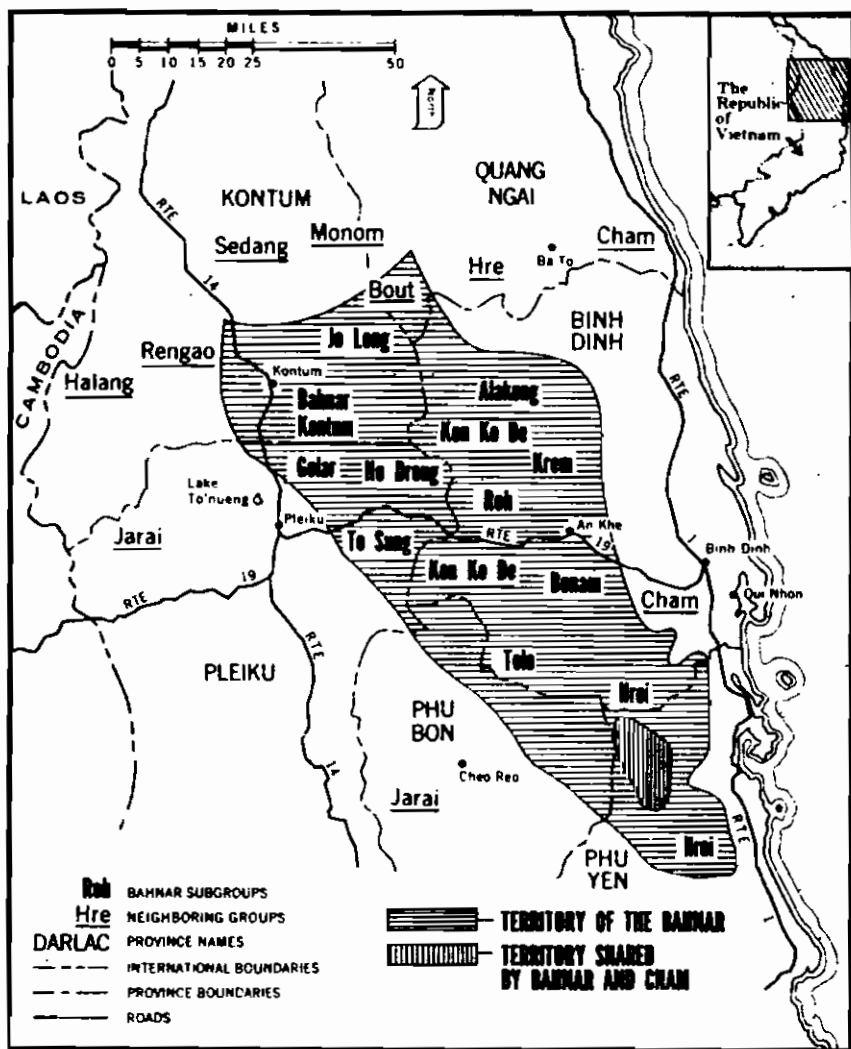 MILES
0 5 10 15 20 25 50
North
The
Republic
of
Vietnam
LAOS
KONTUM
QUANG
NGAI
RTE
14
Sedang
Monom
Cham
Hre
Ba To
Bout
BINH
DINH
CAMBODIA
Rengao
Halang
Jo Long
Kontum
Bahnar
Kontum
Alakong
Kon Ko De
Krem
RTE
Golar
Ho Drong
Lake
To'nueng
Roh
Pleiku
Jarai
To Sung
RTE
An Khe
19
1
Binh Dinh
Kon Ko De
Bonam
RTE
19
Cham
Qui Nhon
RTE
PLEIKU
Tolo
Hroi
PHU
BON
14
Cheo Reo
Jarai
RTE
Hroi
PHU
YEN
1
Roh BAHNAR SUBGROUPS
Hre NEIGHBORING GROUPS
DARLAC PROVINCE NAMES
INTERNATIONAL BOUNDARIES
PROVINCE BOUNDARIES
ROADS
TERRITORY OF THE BAHNAR
TERRITORY SHARED
BY BAHNAR AND CHAM